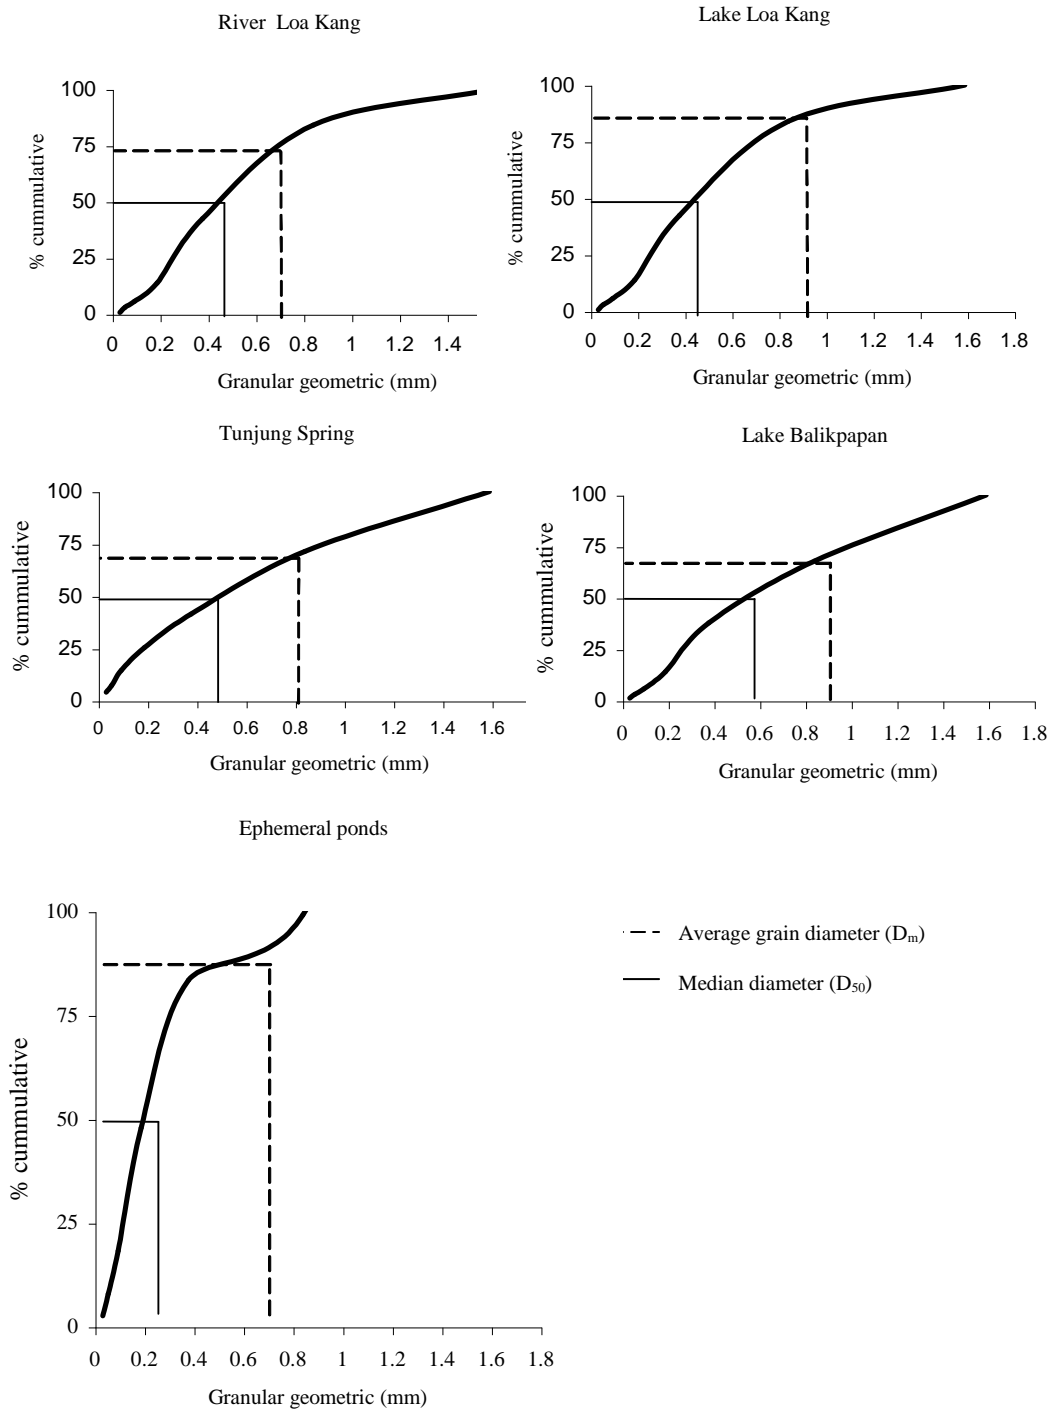 River Loa Kang
100
75
50
25
0
% cummulative
0 0.2 0.4 0.6 0.8 1 1.2 1.4
Granular geometric (mm)
Lake Loa Kang
100
75
50
25
0
% cummulative
0 0.2 0.4 0.6 0.8 1 1.2 1.4 1.6 1.8
Granular geometric (mm)
Tunjung Spring
100
75
50
25
0
% cummulative
0 0.2 0.4 0.6 0.8 1 1.2 1.4 1.6
Granular geometric (mm)
Lake Balikpapan
100
75
50
25
0
% cummulative
0 0.2 0.4 0.6 0.8 1 1.2 1.4 1.6 1.8
Granular geometric (mm)
Ephemeral ponds
100
75
50
25
0
% cummulative
0 0.2 0.4 0.6 0.8 1 1.2 1.4 1.6 1.8
Granular geometric (mm)
Average grain diameter (Dm)
Median diameter (D50)